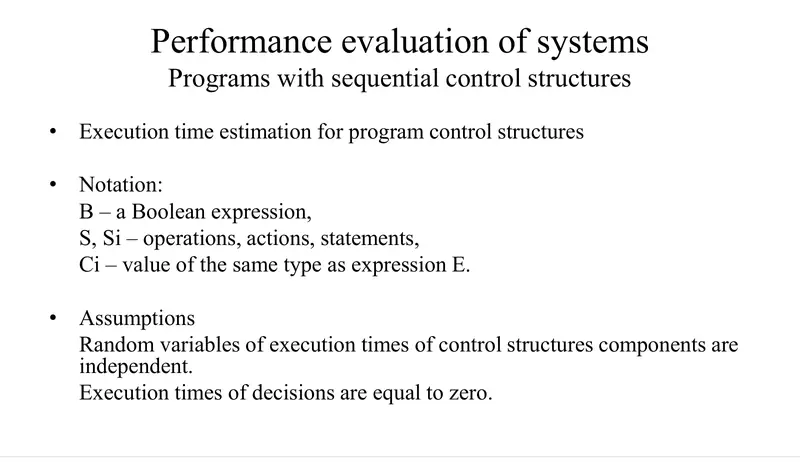 Performance evaluation of systems
Programs with sequential control structures
• Execution time estimation for program control structures
• Notation:
B – a Boolean expression,
S, Si – operations, actions, statements,
Ci – value of the same type as expression E.
• Assumptions
Random variables of execution times of control structures components are
independent.
Execution times of decisions are equal to zero.